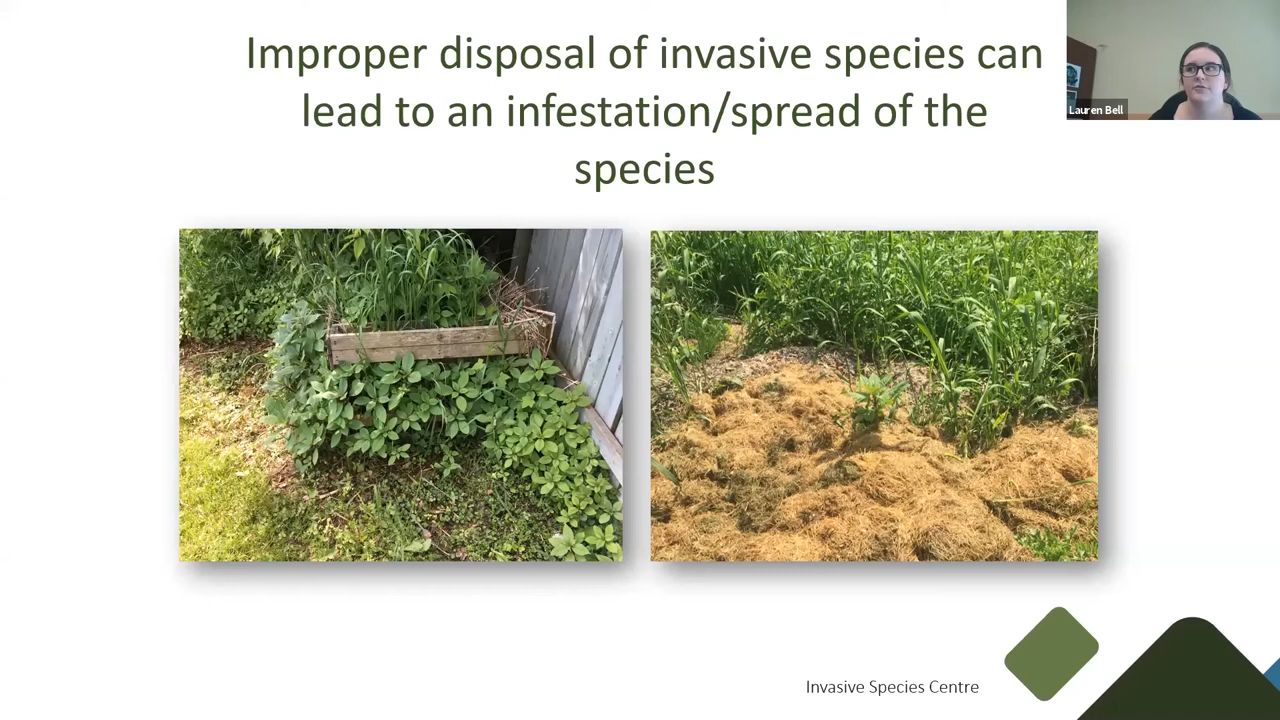 Improper disposal of invasive species can
lead to an infestation/spread of the
species
Lauren Bell
Invasive Species Centre